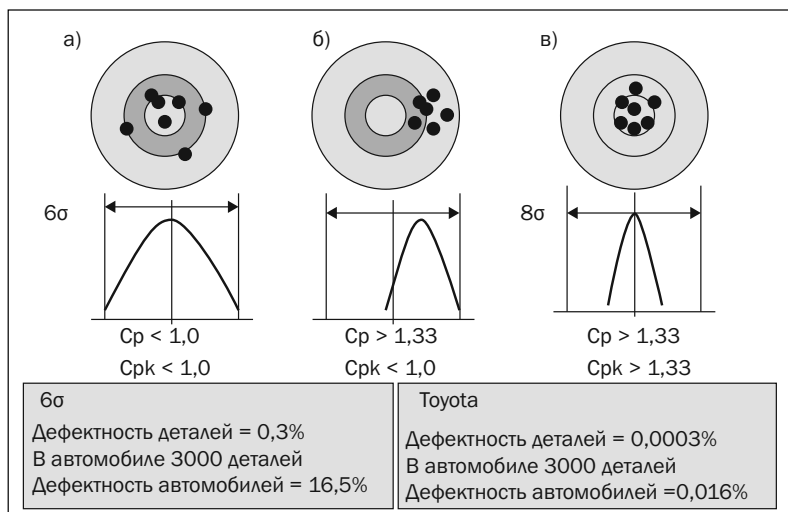 а)
б)
в)
6σ
8σ
Cp < 1,0
Cp > 1,33
Cp > 1,33
Cpk < 1,0
Cpk < 1,0
Cpk > 1,33
6σ
Дефектность деталей = 0,3%
В автомобиле 3000 деталей
Дефектность автомобилей = 16,5%
Toyota
Дефектность деталей = 0,0003%
В автомобиле 3000 деталей
Дефектность автомобилей =0,016%